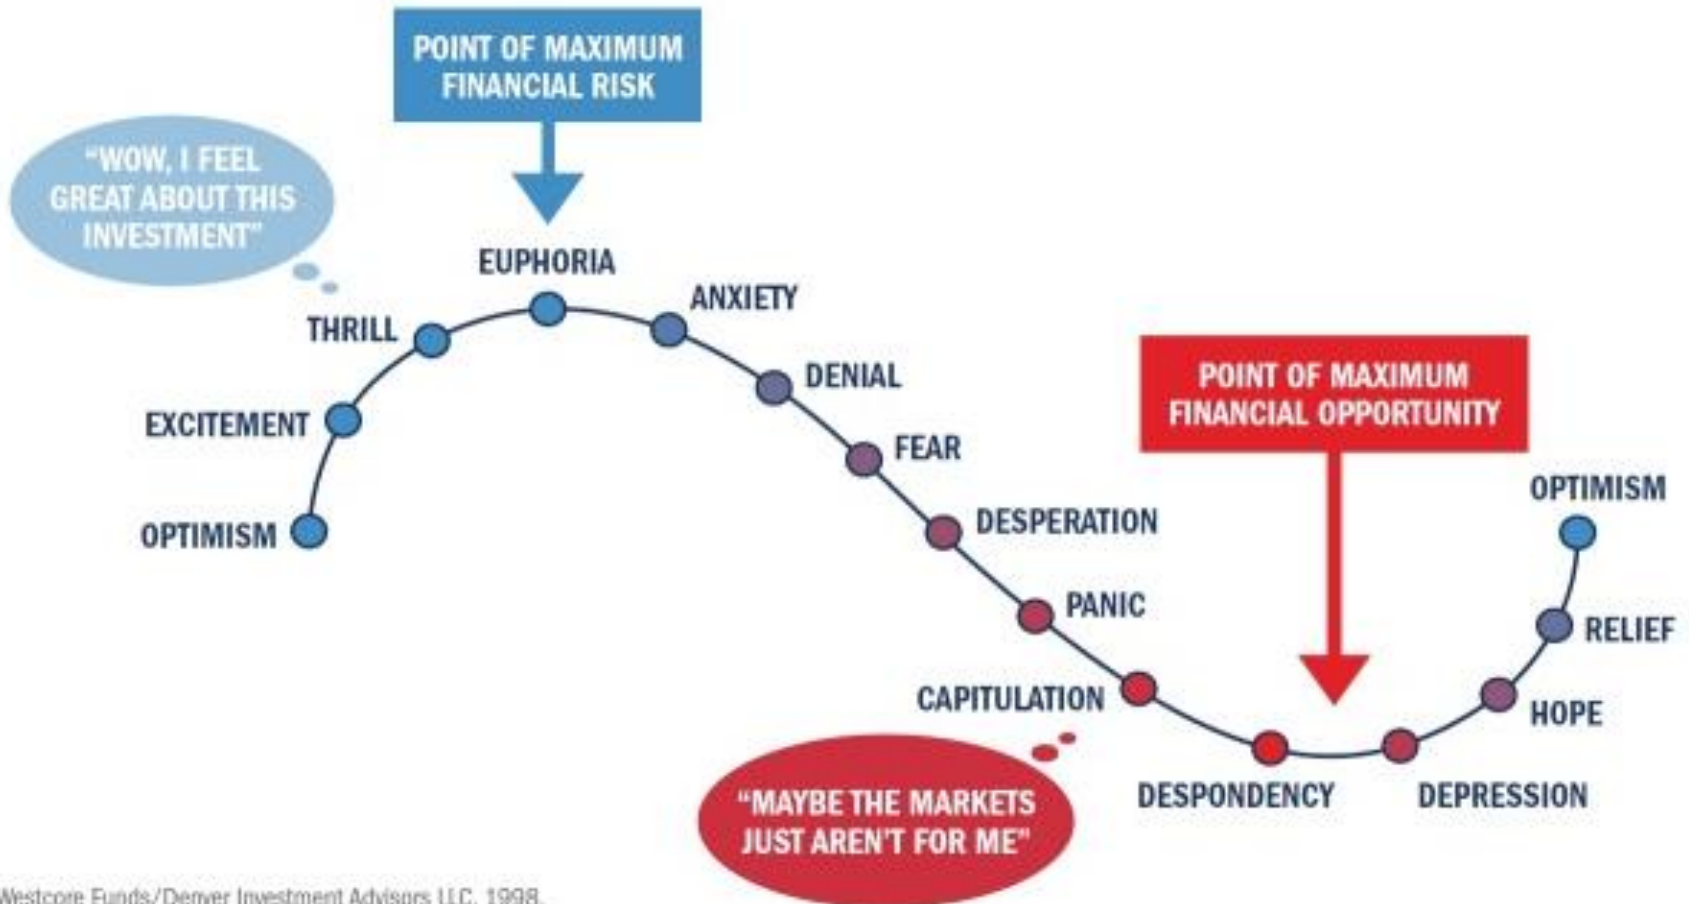 POINT OF MAXIMUM
FINANCIAL RISK
"WOW, I FEEL
GREAT ABOUT THIS
INVESTMENT"
EUPHORIA
THRILL
ANXIETY
EXCITEMENT
DENIAL
OPTIMISM
FEAR
DESPERATION
PANIC
CAPITULATION
"MAYBE THE MARKETS
JUST AREN'T FOR ME"
POINT OF MAXIMUM
FINANCIAL OPPORTUNITY
DESPONDENCY
DEPRESSION
HOPE
RELIEF
OPTIMISM
Westcore Funds/Denver Investment Advisors LLC, 1998.